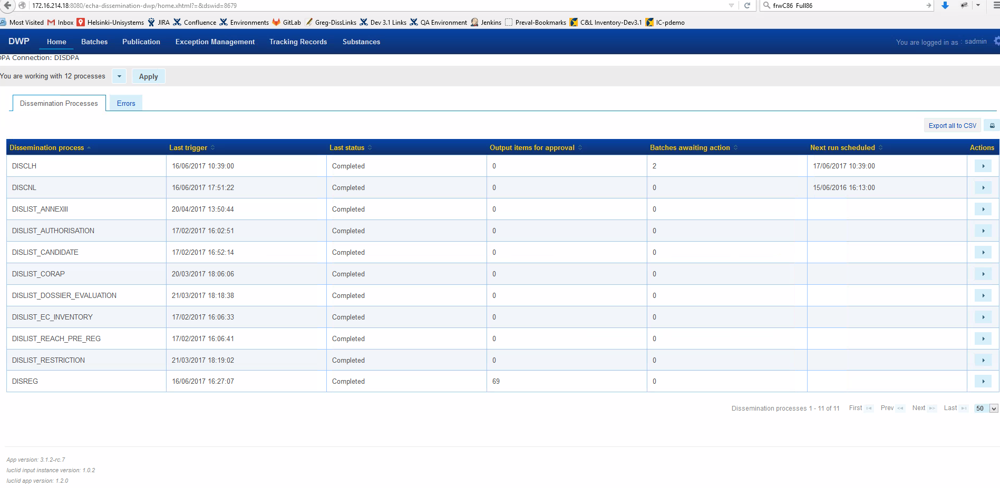 172.16.214.18:8080/echa-dissemination-dwp/home.xhtml?=&dswid=8679 frwC86 Full86
Most Visited Inbox Helsinki-Unisystems JIRA Confluence Environments GitLab Greg-DissLinks Dev 3.1 Links QA Environment Jenkins Preval-Bookmarks C&L Inventory-Dev3.1 IC-pdemo
DWP Home Batches Publication Exception Management Tracking Records Substances You are logged in as : sadmin
DPA Connection: DISDPA
You are working with 12 processes Apply
Dissemination Processes Errors
Export all to CSV
Dissemination process Last trigger Last status Output items for approval Batches awaiting action Next run scheduled Actions
DISCLH 16/06/2017 10:39:00 Completed 0 2 17/06/2017 10:39:00
DISCNL 16/06/2017 17:51:22 Completed 0 0 15/06/2016 16:13:00
DISLIST_ANNEXIII 20/04/2017 13:50:44 Completed 0 0
DISLIST_AUTHORISATION 17/02/2017 16:02:51 Completed 0 0
DISLIST_CANDIDATE 17/02/2017 16:52:14 Completed 0 0
DISLIST_CORAP 20/03/2017 18:06:06 Completed 0 0
DISLIST_DOSSIER_EVALUATION 21/03/2017 18:18:38 Completed 0 0
DISLIST_EC_INVENTORY 17/02/2017 16:06:33 Completed 0 0
DISLIST_REACH_PRE_REG 17/02/2017 16:06:41 Completed 0 0
DISLIST_RESTRICTION 21/03/2017 18:19:02 Completed 0 0
DISREG 16/06/2017 16:27:07 Completed 69 0
Dissemination processes 1 - 11 of 11 First Prev Next Last 50
App version: 3.1.2-rc.7
Iuclid input instance version: 1.0.2
Iuclid app version: 1.2.0